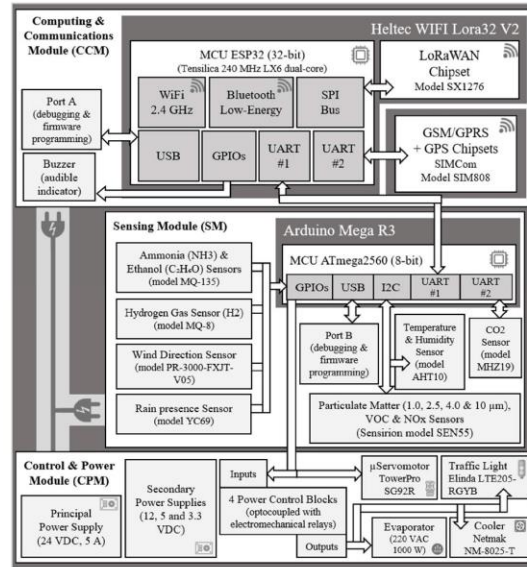 Computing &
Communications
Module (CCM)
Heltec WIFI Lora32 V2
MCU ESP32 (32-bit)
(Tensilica 240 MHz LX6 dual-core)
WiFi
2.4 GHz
Bluetooth
Low-Energy
SPI
Bus
USB
GPIOs
UART
#1
UART
#2
LoRaWAN
Chipset
Model SX1276
GSM/GPRS
+ GPS Chipsets
SIMCom
Model SIM808
Port A
(debugging &
firmware
programming)
Buzzer
(audible
indicator)
Sensing Module (SM)
Arduino Mega R3
MCU ATmega2560 (8-bit)
GPIOs
USB
I2C
UART
#1
UART
#2
Ammonia (NH3) &
Ethanol (C₂H₆O) Sensors
(model MQ-135)
Hydrogen Gas Sensor (H2)
(model MQ-8)
Wind Direction Sensor
(model PR-3000-FXJT-
V05)
Rain presence Sensor
(model YC69)
Port B
(debugging &
firmware
programming)
Temperature
& Humidity
Sensor
(model
AHT10)
CO2
Sensor
(model
MHZ19)
Particulate Matter (1.0, 2.5, 4.0 & 10 μm),
VOC & NOx Sensors
(Sensirion model SEN55)
Control & Power
Module (CPM)
Principal
Power Supply
(24 VDC, 5 A)
Secondary
Power Supplies
(12, 5 and 3.3
VDC)
Inputs
4 Power Control Blocks
(optocoupled with
electromechanical relays)
Outputs
μServomotor
TowerPro
SG92R
Traffic Light
Elinda LTE205-
RGYB
Evaporator
(220 VAC
1000 W)
Cooler
Netmak
NM-8025-T